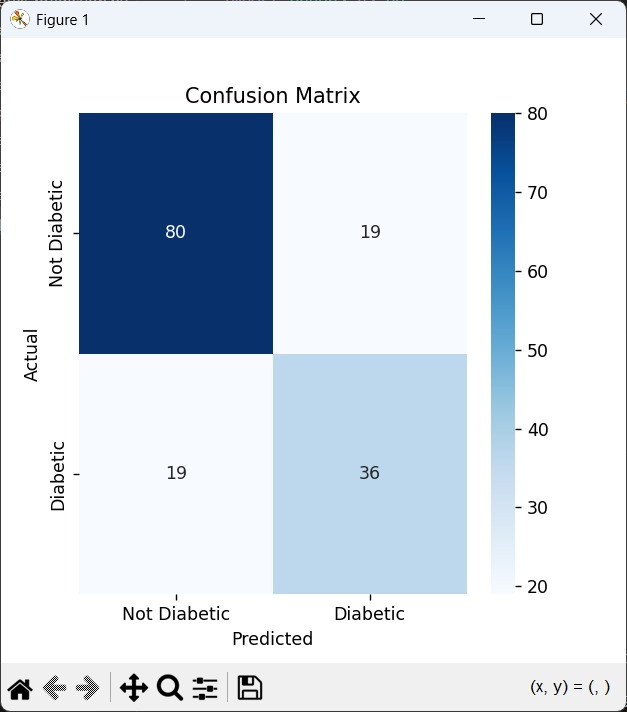 Figure 1
Confusion Matrix
Not Diabetic
80
19
Actual
Diabetic
19
36
Not Diabetic
Diabetic
Predicted
80
70
60
50
40
30
20
(x, y) = (, )